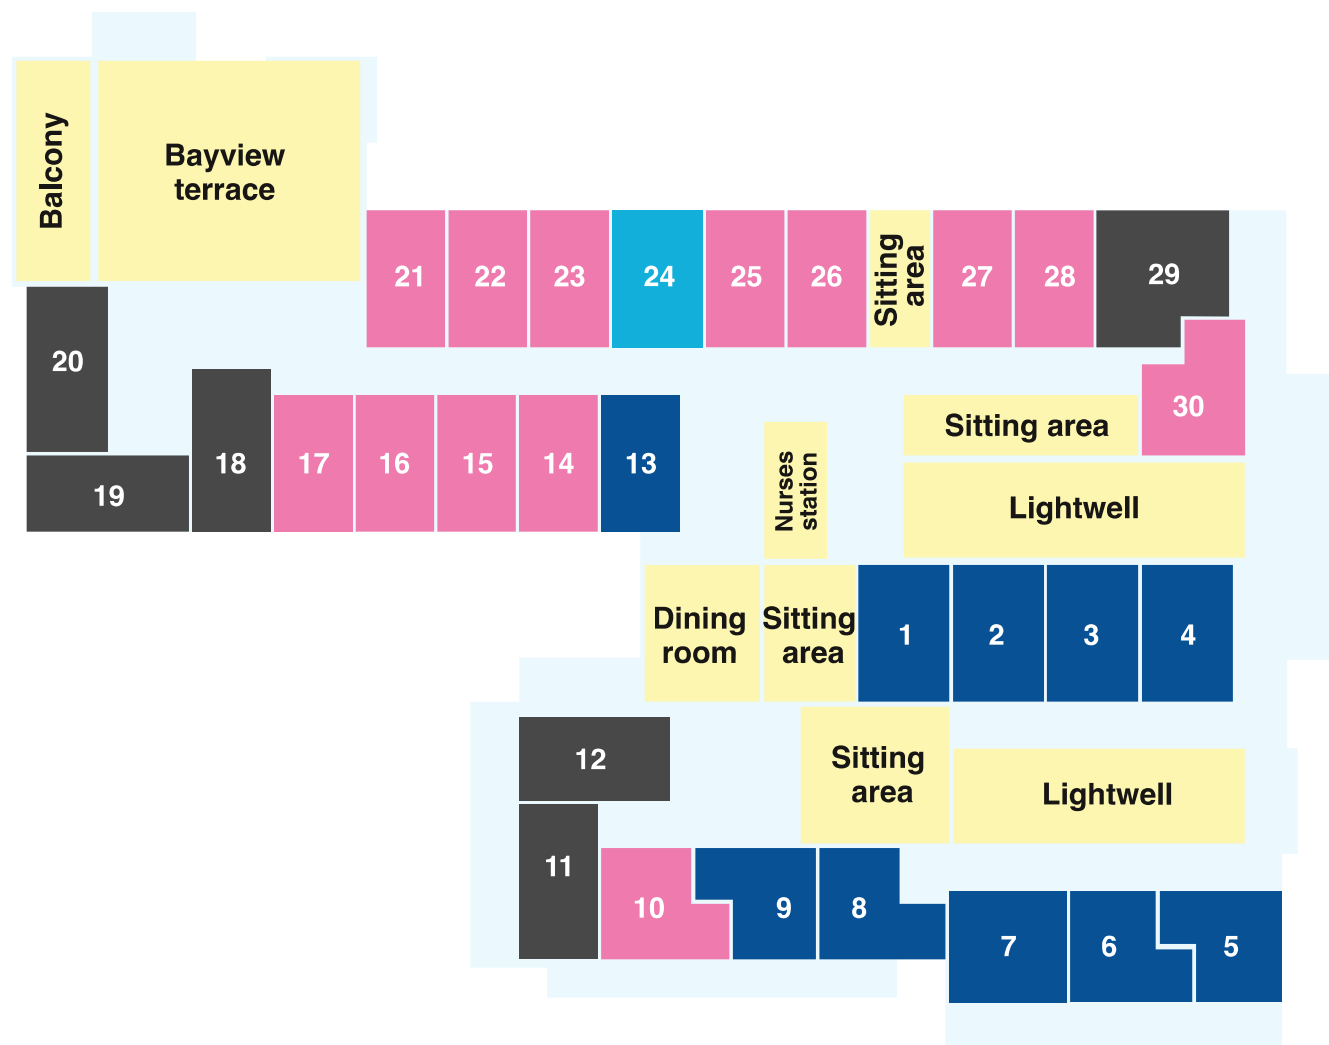 Balcony
Bayview
terrace
21
22
23
24
25
26
Sitting
area
27
28
29
20
30
Sitting area
19
18
17
16
15
14
13
Nurses
station
Lightwell
Dining
room
Sitting
area
1
2
3
4
12
Sitting
area
Lightwell
11
10
9
8
7
6
5